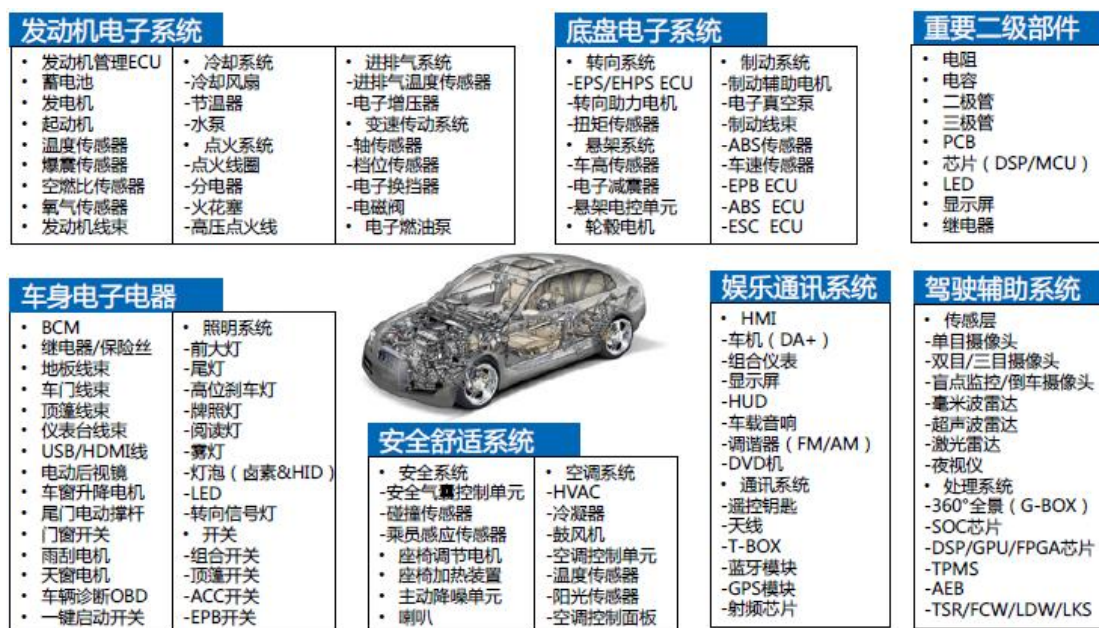 发动机电子系统
• 发动机管理ECU
• 蓄电池
• 发电机
• 起动机
• 温度传感器
• 爆震传感器
• 空燃比传感器
• 氧气传感器
• 发动机线束
• 冷却系统
-冷却风扇
-节温器
-水泵
• 点火系统
-点火线圈
-分电器
-火花塞
-高压点火线
• 进排气系统
-进排气温度传感器
-电子增压器
• 变速传动系统
-轴传感器
-档位传感器
-电子换挡器
-电磁阀
• 电子燃油泵
底盘电子系统
• 转向系统
-EPS/EHPS ECU
-转向助力电机
-扭矩传感器
• 悬架系统
-车高传感器
-电子减震器
-悬架电控单元
• 轮毂电机
• 制动系统
-制动辅助电机
-电子真空泵
-制动线束
-ABS传感器
-车速传感器
-EPB ECU
-ABS ECU
-ESC ECU
重要二级部件
• 电阻
• 电容
• 二极管
• 三极管
• PCB
• 芯片（DSP/MCU）
• LED
• 显示屏
• 继电器
车身电子电器
• BCM
• 继电器/保险丝
• 地板线束
• 车门线束
• 顶篷线束
• 仪表台线束
• USB/HDMI线
• 电动后视镜
• 车窗升降电机
• 尾门电动撑杆
• 门窗开关
• 雨刮电机
• 天窗电机
• 车辆诊断OBD
• 一键启动开关
• 照明系统
-前大灯
-尾灯
-高位刹车灯
-牌照灯
-阅读灯
-雾灯
-灯泡（卤素&HID）
-LED
-转向信号灯
• 开关
-组合开关
-顶篷开关
-ACC开关
-EPB开关
安全舒适系统
• 安全系统
-安全气囊控制单元
-碰撞传感器
-乘员感应传感器
• 座椅调节电机
• 座椅加热装置
• 主动降噪单元
• 喇叭
• 空调系统
-HVAC
-冷凝器
-鼓风机
-空调控制单元
-温度传感器
-阳光传感器
-空调控制面板
娱乐通讯系统
• HMI
-车机（DA+）
-组合仪表
-显示屏
-HUD
-车载音响
-调谐器（FM/AM）
-DVD机
• 通讯系统
-遥控钥匙
-天线
-T-BOX
-蓝牙模块
-GPS模块
-射频芯片
驾驶辅助系统
• 传感层
-单目摄像头
-双目/三目摄像头
-盲点监控/倒车摄像头
-毫米波雷达
-超声波雷达
-激光雷达
-夜视仪
• 处理系统
-360°全景（G-BOX）
-SOC芯片
-DSP/GPU/FPGA芯片
-TPMS
-AEB
-TSR/FCW/LDW/LKS